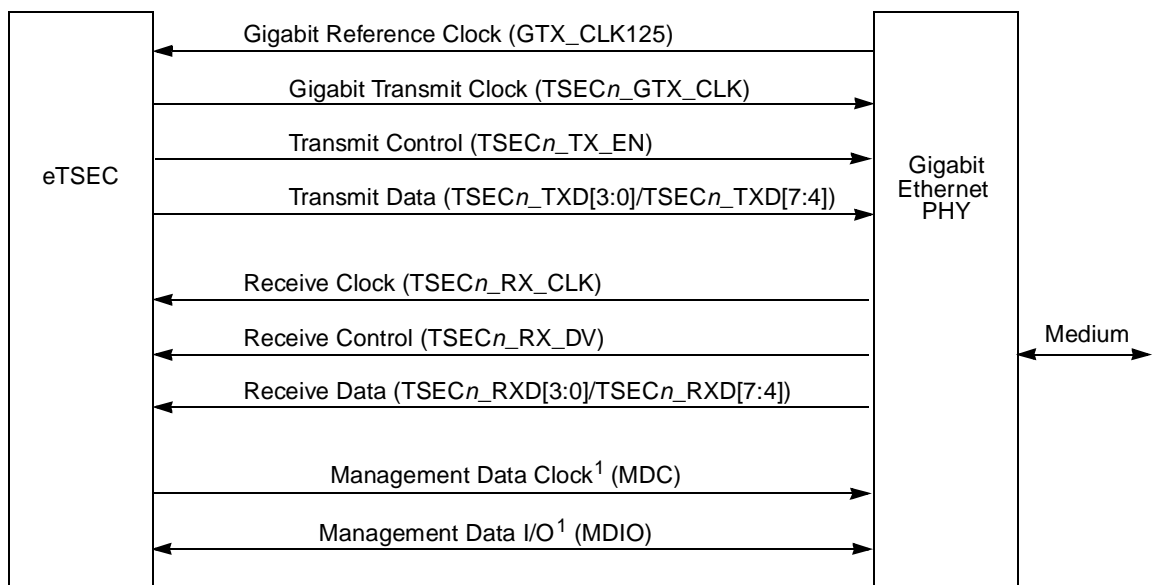 Gigabit Reference Clock (GTX_CLK125)
Gigabit Transmit Clock (TSECn_GTX_CLK)
Transmit Control (TSECn_TX_EN)
eTSEC
Gigabit
Ethernet
PHY
Transmit Data (TSECn_TXD[3:0]/TSECn_TXD[7:4])
Receive Clock (TSECn_RX_CLK)
Receive Control (TSECn_RX_DV)
Medium
Receive Data (TSECn_RXD[3:0]/TSECn_RXD[7:4])
Management Data Clock¹ (MDC)
Management Data I/O¹ (MDIO)